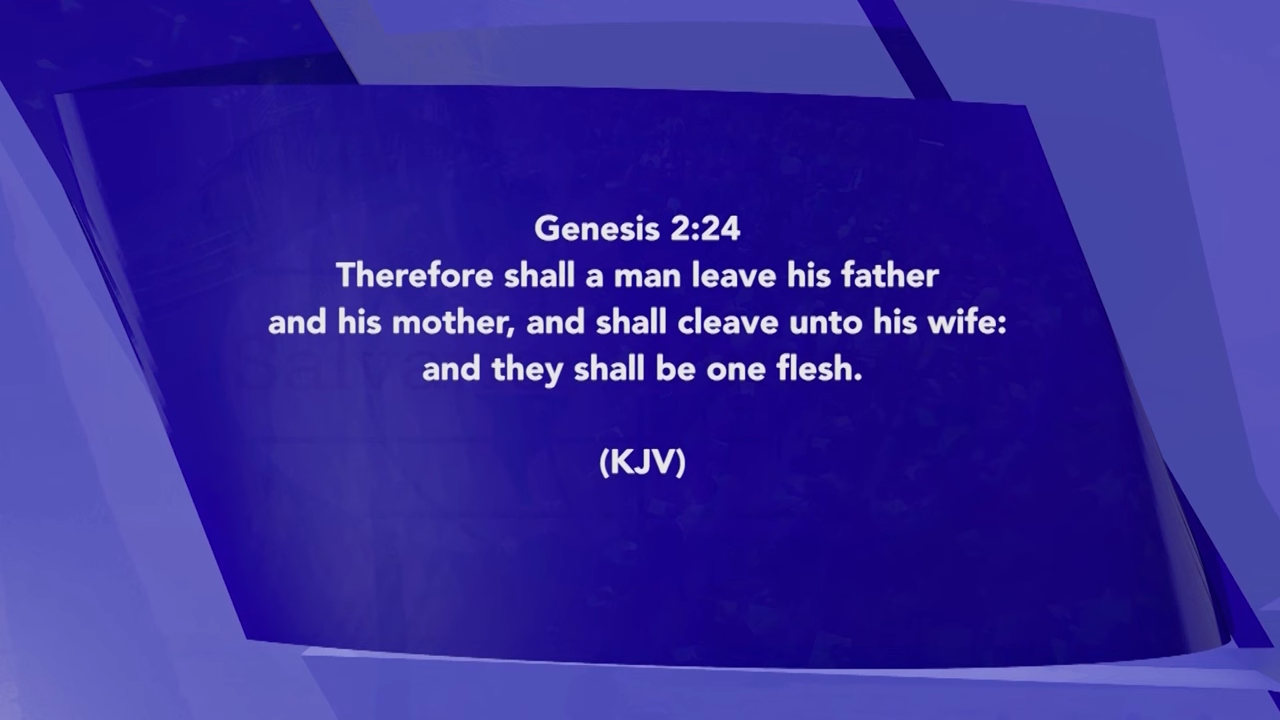 Genesis 2:24
Therefore shall a man leave his father
and his mother, and shall cleave unto his wife:
and they shall be one flesh.
(KJV)